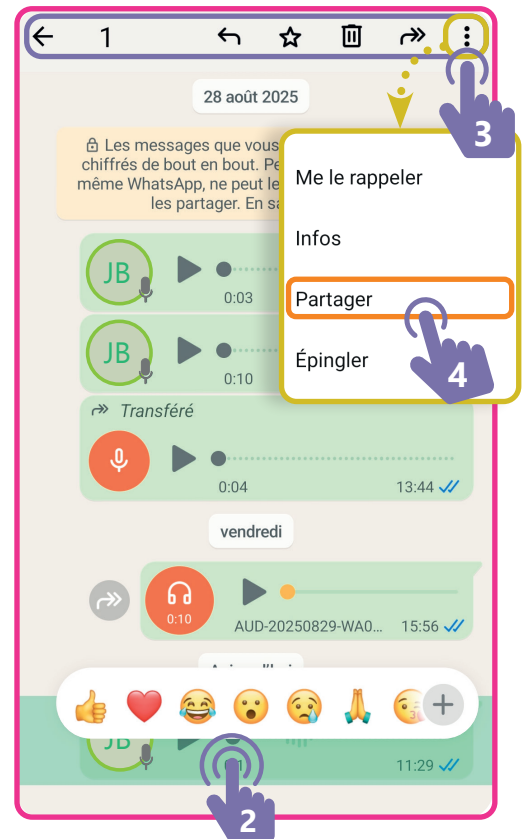 1
3
28 août 2025
Les messages que vous
chiffrés de bout en bout. Pe
même WhatsApp, ne peut le
les partager. En sa
Me le rappeler
Infos
Partager
Épingler
4
JB
0:03
JB
0:10
Transféré
0:04
13:44
vendredi
0:10
AUD-20250829-WA0...
15:56
JB
11:29
2